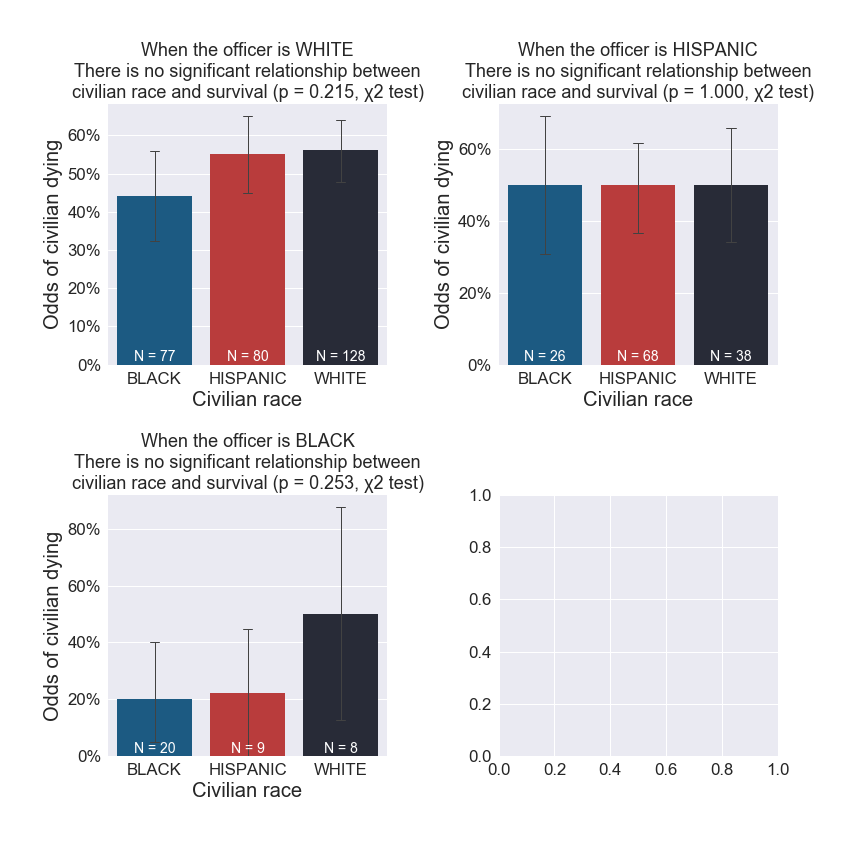 When the officer is WHITE
There is no significant relationship between
civilian race and survival (p = 0.215, χ2 test)
Odds of civilian dying
60%
50%
40%
30%
20%
10%
0%
N = 77
N = 80
N = 128
BLACK
HISPANIC
WHITE
Civilian race
When the officer is HISPANIC
There is no significant relationship between
civilian race and survival (p = 1.000, χ2 test)
Odds of civilian dying
60%
40%
20%
0%
N = 26
N = 68
N = 38
BLACK
HISPANIC
WHITE
Civilian race
When the officer is BLACK
There is no significant relationship between
civilian race and survival (p = 0.253, χ2 test)
Odds of civilian dying
80%
60%
40%
20%
0%
N = 20
N = 9
N = 8
BLACK
HISPANIC
WHITE
Civilian race
1.0
0.8
0.6
0.4
0.2
0.0
0.0
0.2
0.4
0.6
0.8
1.0